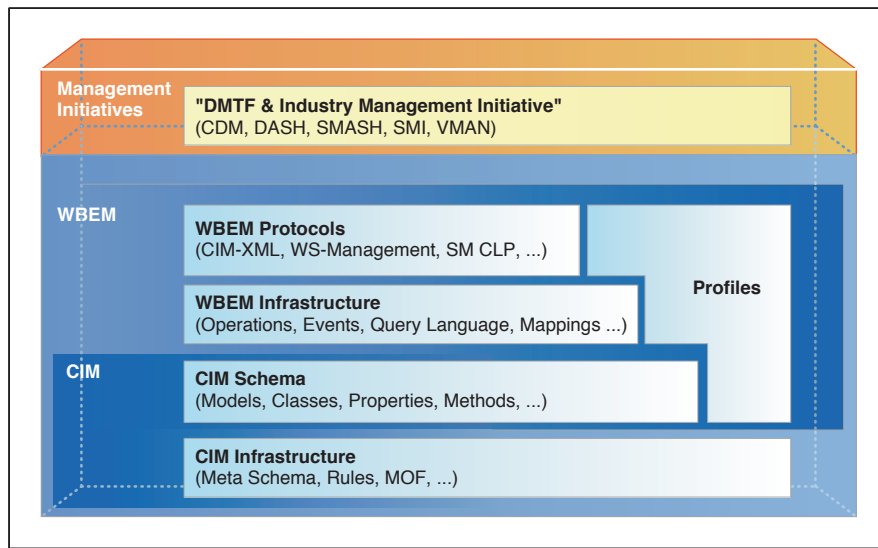 Management
Initiatives
"DMTF & Industry Management Initiative"
(CDM, DASH, SMASH, SMI, VMAN)
WBEM
WBEM Protocols
(CIM-XML, WS-Management, SM CLP, ...)
Profiles
WBEM Infrastructure
(Operations, Events, Query Language, Mappings ...)
CIM
CIM Schema
(Models, Classes, Properties, Methods, ...)
CIM Infrastructure
(Meta Schema, Rules, MOF, ...)